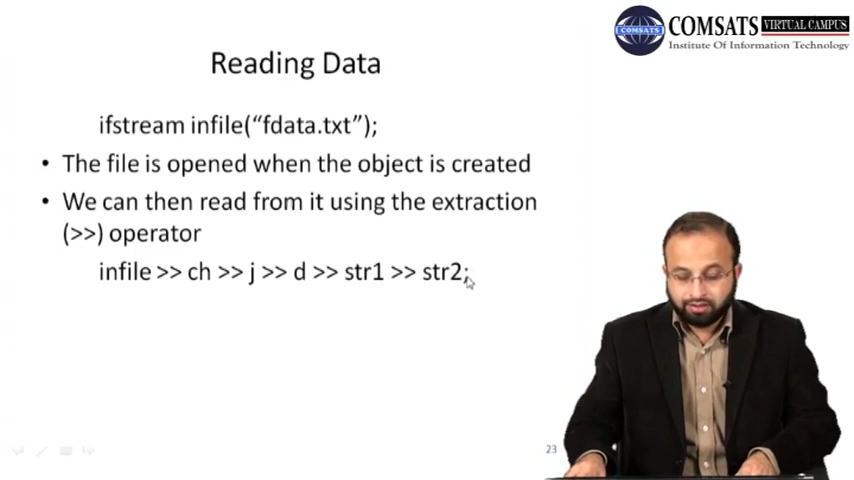 COMSATS VIRTUAL CAMPUS
COMSATS
Institute Of Information Technology
Reading Data
ifstream infile(“fdata.txt”);
• The file is opened when the object is created
• We can then read from it using the extraction
(>>) operator
infile >> ch >> j >> d >> str1 >> str2;
23